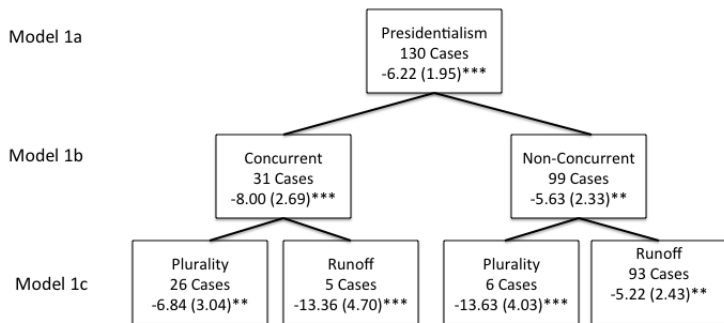 Model 1a
Presidentialism
130 Cases
-6.22 (1.95)***
Model 1b
Concurrent
31 Cases
-8.00 (2.69)***
Non-Concurrent
99 Cases
-5.63 (2.33)**
Model 1c
Plurality
26 Cases
-6.84 (3.04)**
Runoff
5 Cases
-13.36 (4.70)***
Plurality
6 Cases
-13.63 (4.03)***
Runoff
93 Cases
-5.22 (2.43)**